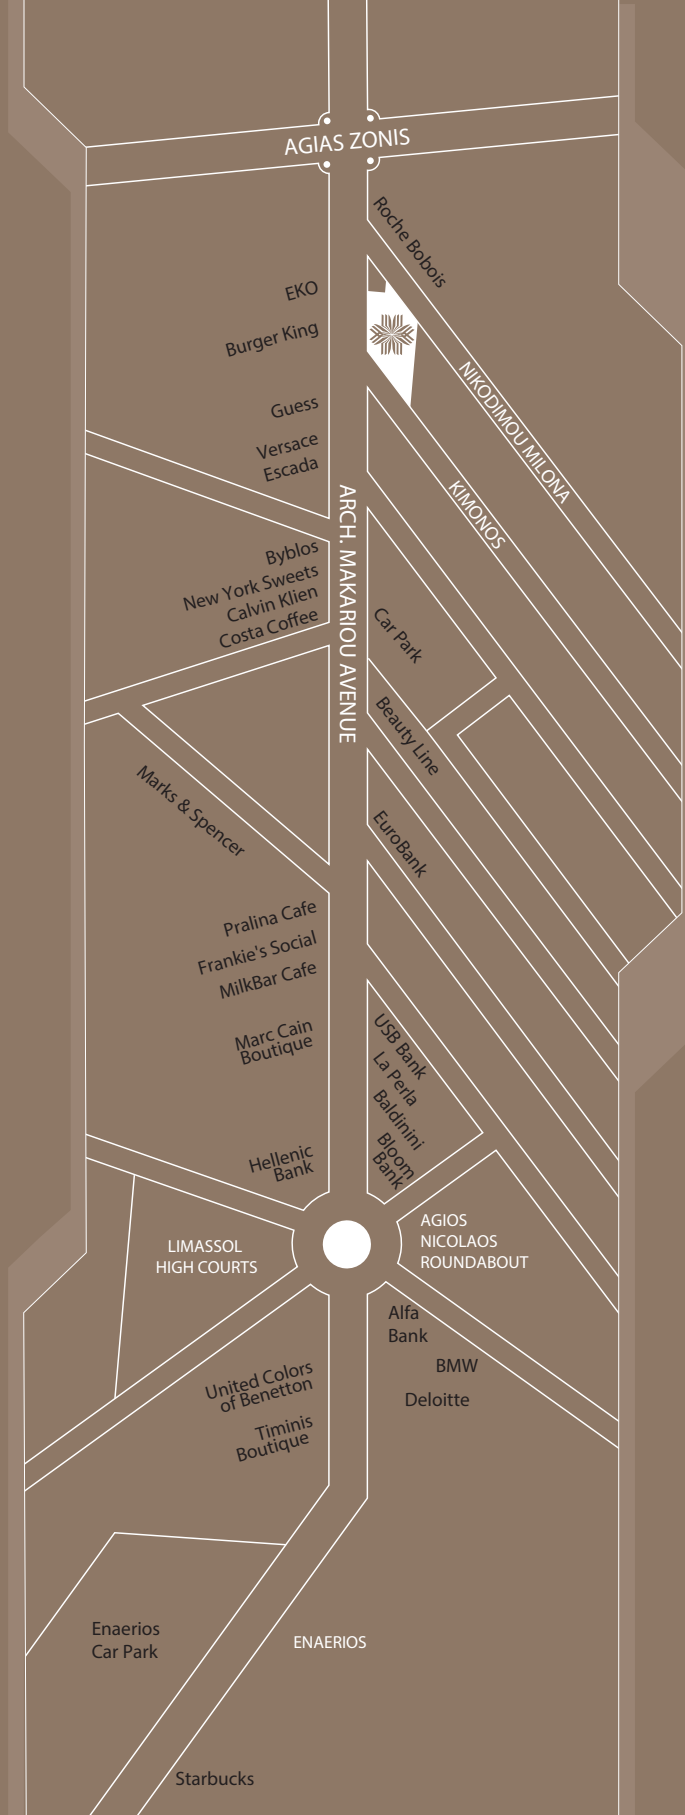 AGIAS ZONIS
Roche Bobois
EKO
Burger King
NIKODIMOU MILONA
Guess
Versace
Escada
KIMONOS
ARCH. MAKARIOU AVENUE
Byblos
New York Sweets
Calvin Klien
Costa Coffee
Car Park
Beauty Line
Marks & Spencer
EuroBank
Pralina Cafe
Frankie's Social
MilkBar Cafe
Marc Cain
Boutique
USB Bank
La Perla
Baldinini
Bloom
Bank
Hellenic
Bank
LIMASSOL
HIGH COURTS
AGIOS
NICOLAOS
ROUNDABOUT
Alfa
Bank
BMW
Deloitte
United Colors
of Benetton
Timinis
Boutique
Enaerios
Car Park
ENAERIOS
Starbucks